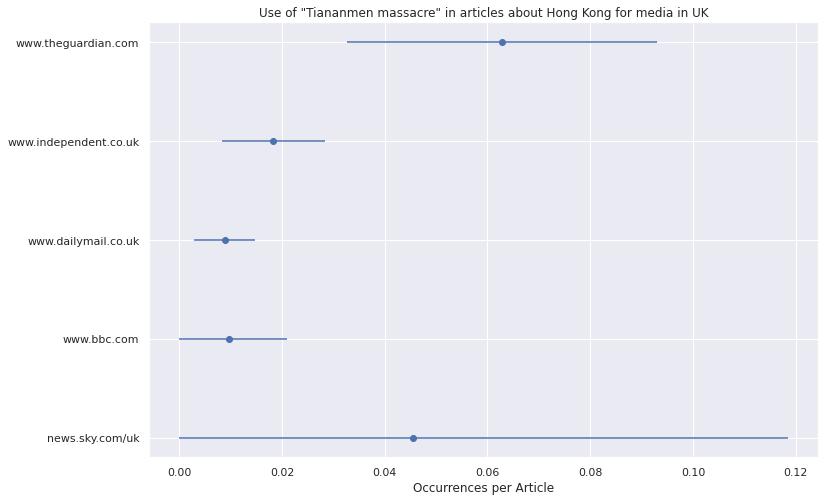 Use of "Tiananmen massacre" in articles about Hong Kong for media in UK
www.theguardian.com
www.independent.co.uk
www.dailymail.co.uk
www.bbc.com
news.sky.com/uk
0.00 0.02 0.04 0.06 0.08 0.10 0.12
Occurrences per Article